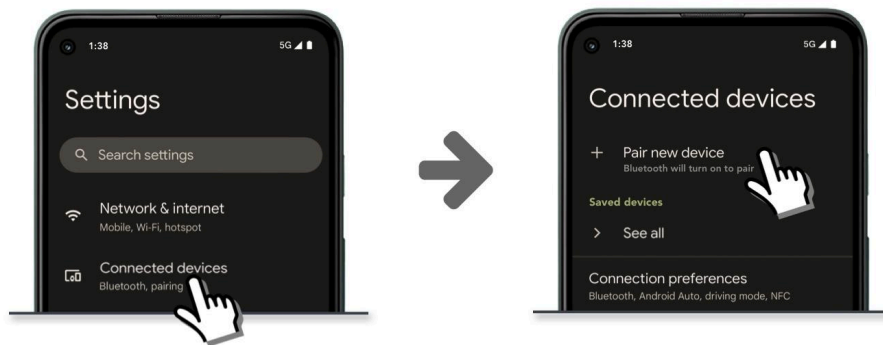 1:38 5G
Settings
Search settings
Network & internet
Mobile, Wi-Fi, hotspot
Connected devices
Bluetooth, pairing
1:38 5G
Connected devices
Pair new device
Bluetooth will turn on to pair
Saved devices
See all
Connection preferences
Bluetooth, Android Auto, driving mode, NFC